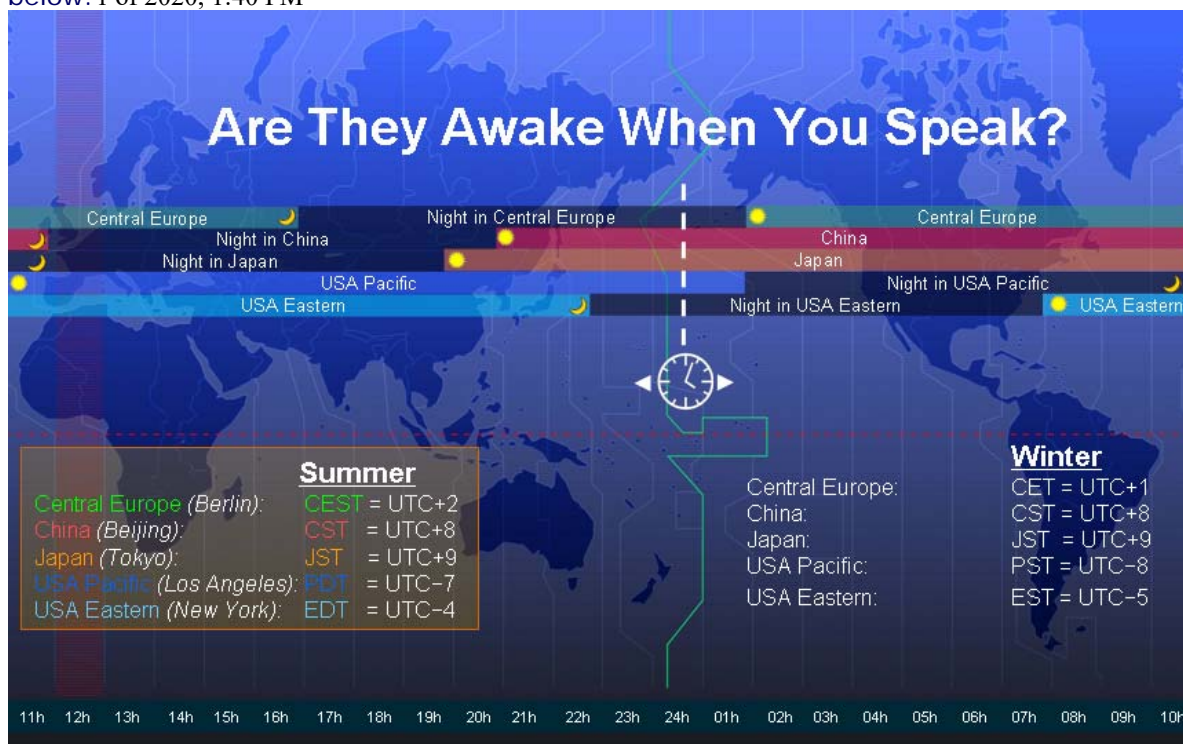 below: Pol 2020, 1:40 PM
Are They Awake When You Speak?
Central Europe Night in Central Europe Central Europe
Night in China China
Night in Japan Japan
USA Pacific Night in USA Pacific
USA Eastern Night in USA Eastern USA Eastern
Summer
Central Europe (Berlin): CEST = UTC+2
China (Beijing): CST = UTC+8
Japan (Tokyo): JST = UTC+9
USA Pacific (Los Angeles): PDT = UTC−7
USA Eastern (New York): EDT = UTC−4
Winter
Central Europe: CET = UTC+1
China: CST = UTC+8
Japan: JST = UTC+9
USA Pacific: PST = UTC−8
USA Eastern: EST = UTC−5
11h 12h 13h 14h 15h 16h 17h 18h 19h 20h 21h 22h 23h 24h 01h 02h 03h 04h 05h 06h 07h 08h 09h 10h